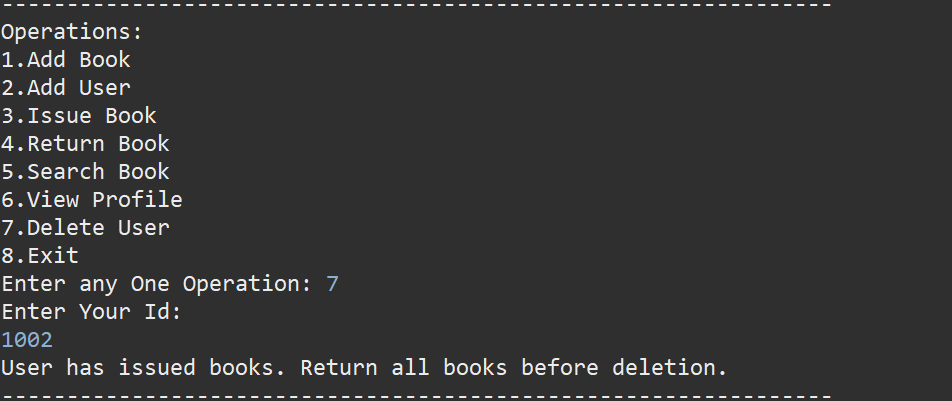 ----------------------------------------------------------------
Operations:
1.Add Book
2.Add User
3.Issue Book
4.Return Book
5.Search Book
6.View Profile
7.Delete User
8.Exit
Enter any One Operation: 7
Enter Your Id:
1002
User has issued books. Return all books before deletion.
----------------------------------------------------------------